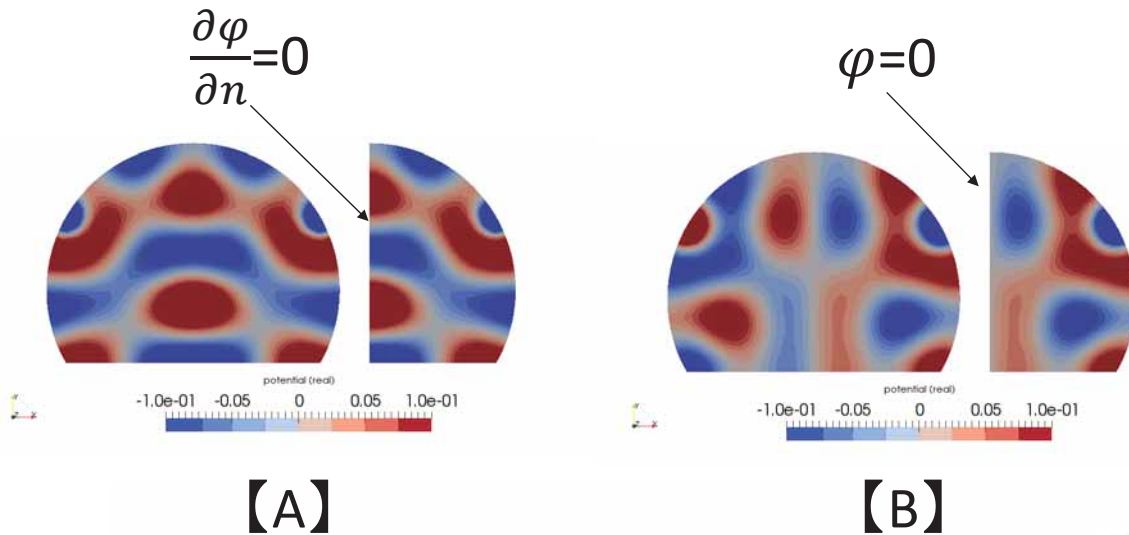 ∂φ/∂n=0
φ=0
potential (real)
-1.0e-01 -0.05 0 0.05 1.0e-01
potential (real)
-1.0e-01 -0.05 0 0.05 1.0e-01
Z X
Z X
【A】
【B】